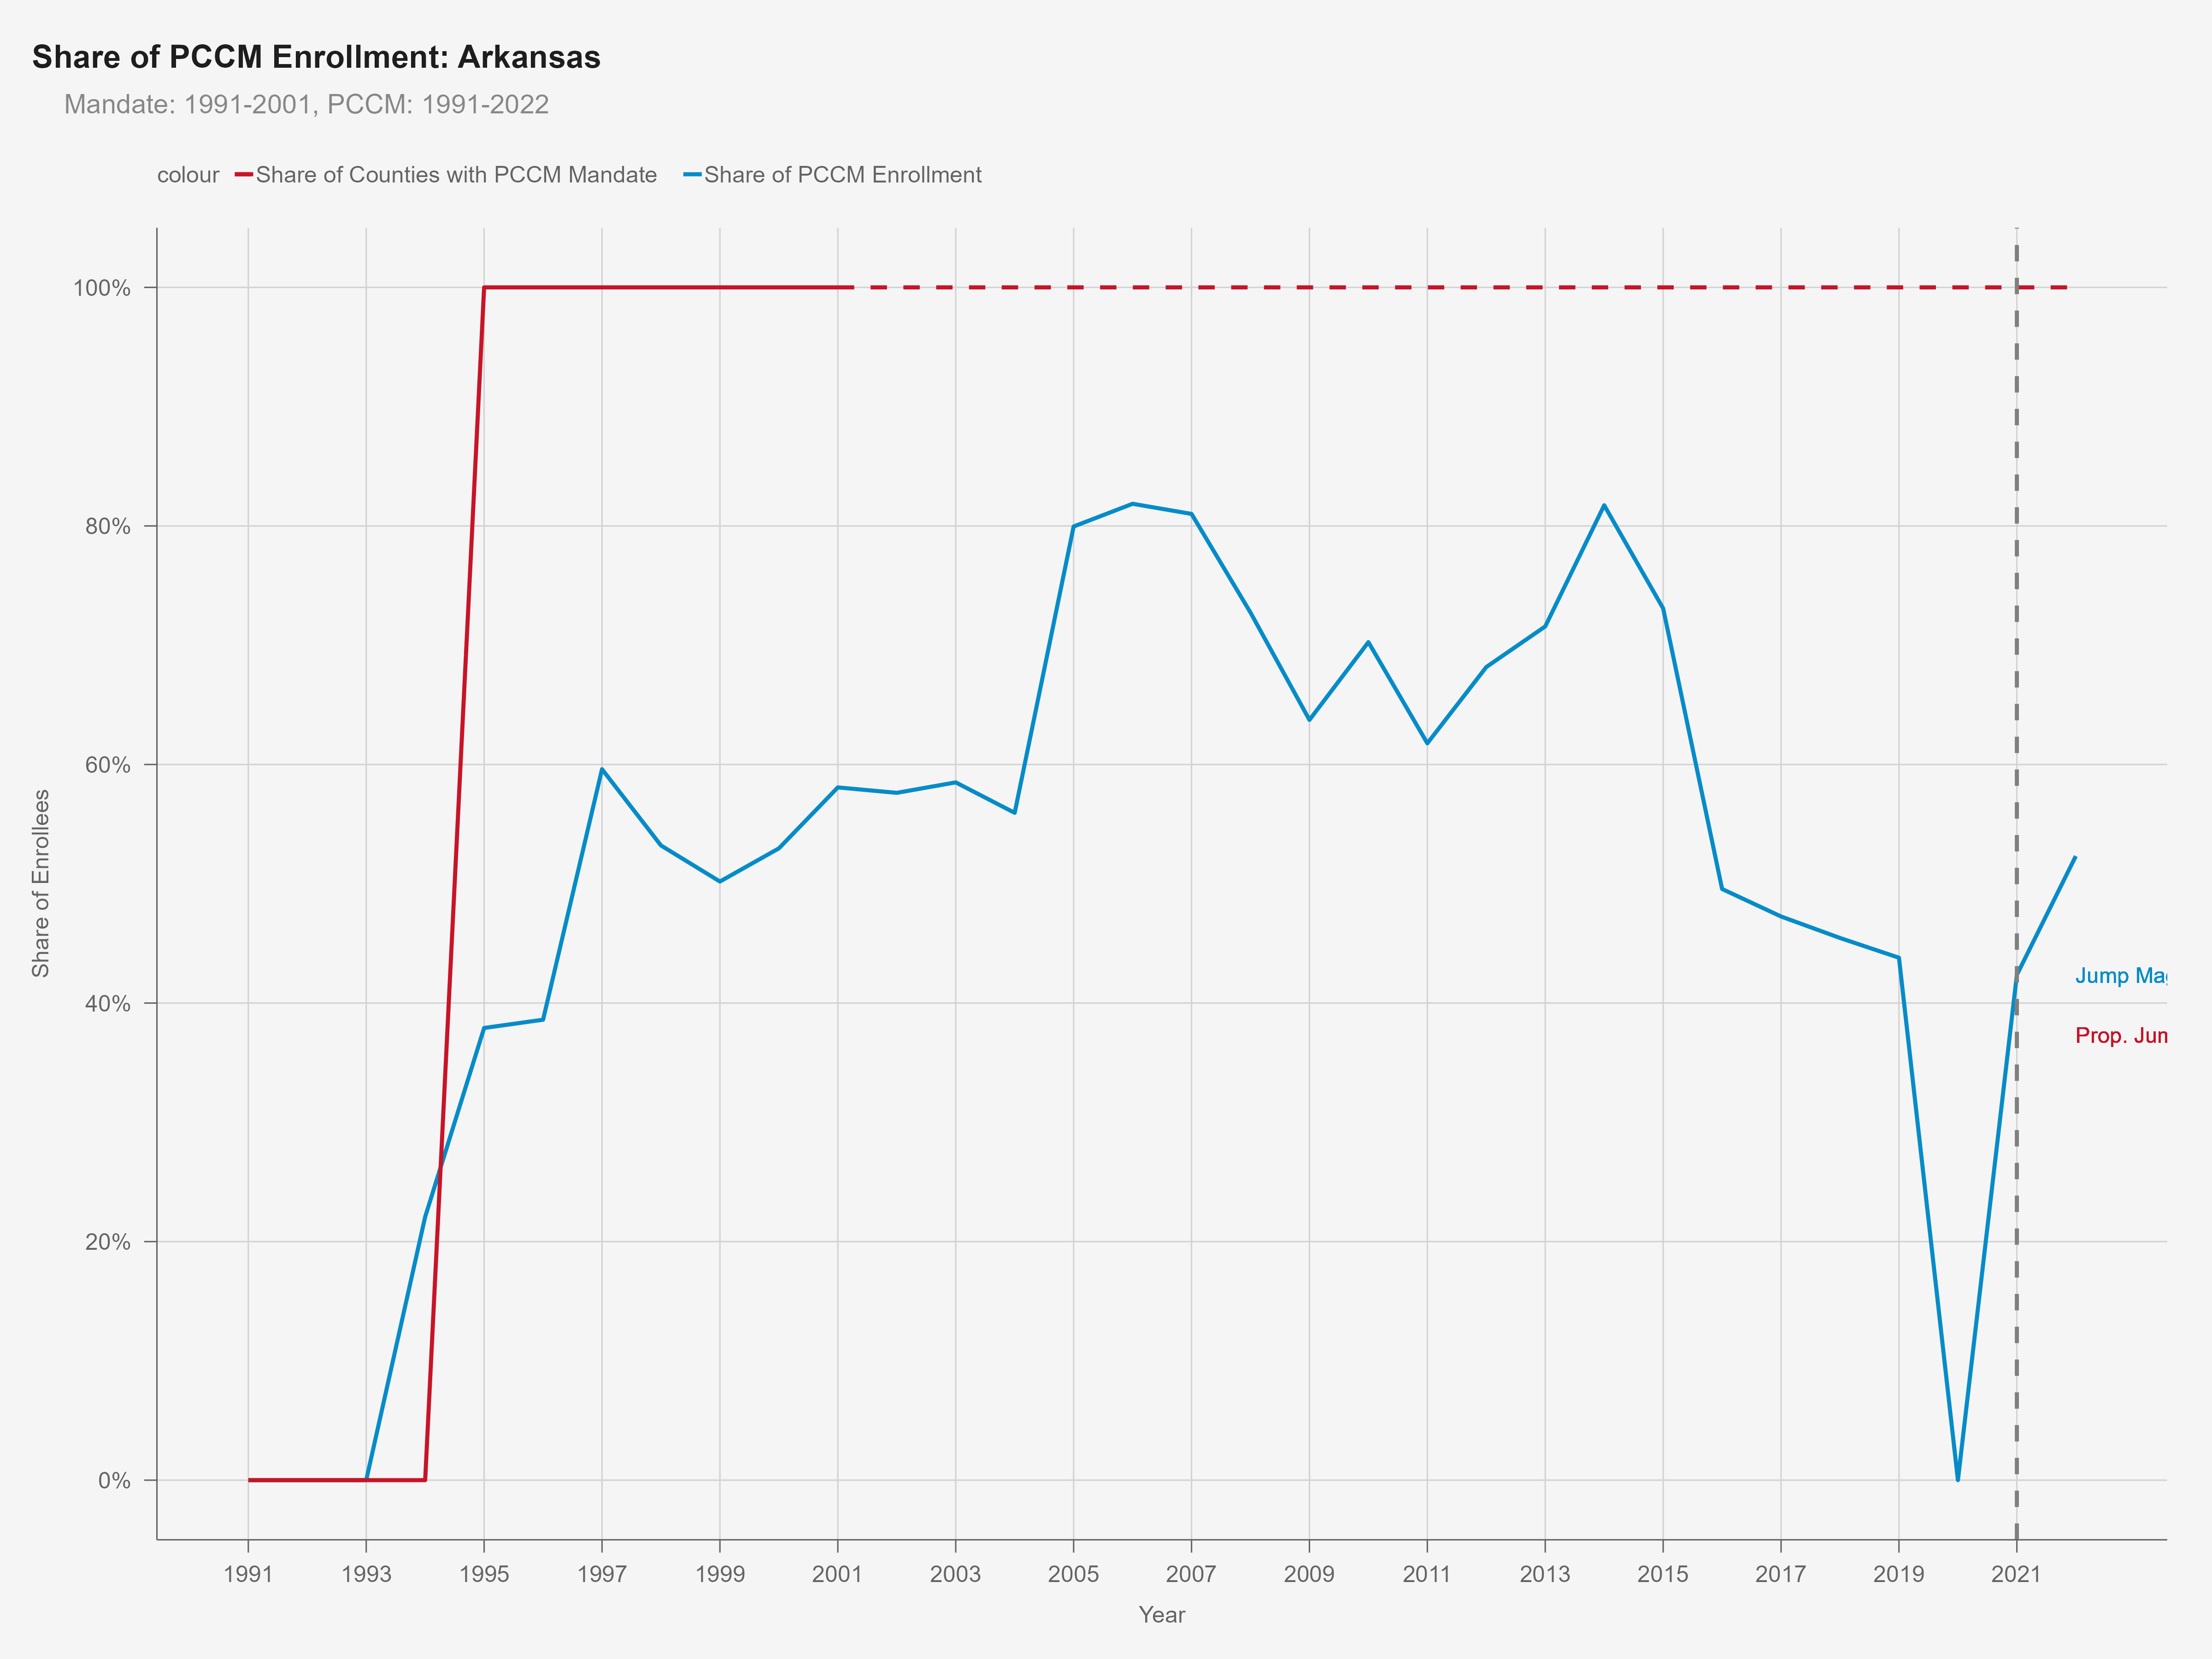 Share of PCCM Enrollment: Arkansas
Mandate: 1991-2001, PCCM: 1991-2022
colour Share of Counties with PCCM Mandate Share of PCCM Enrollment
100%
80%
60%
40%
20%
0%
Share of Enrollees
Jump
Prop.
1991 1993 1995 1997 1999 2001 2003 2005 2007 2009 2011 2013 2015 2017 2019 2021
Year